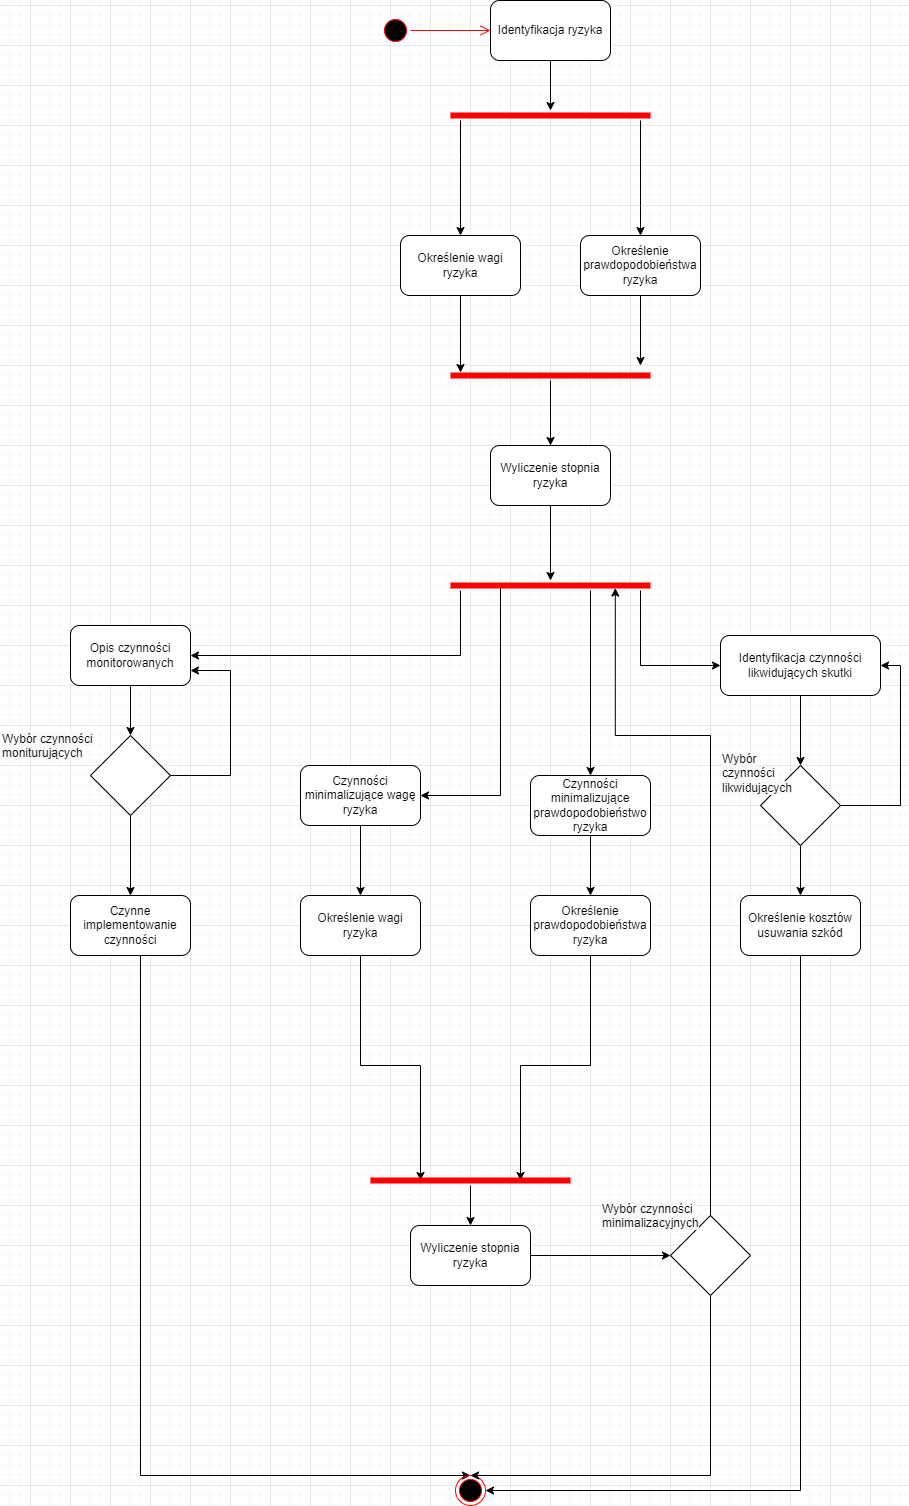 Identyfikacja ryzyka
Określenie wagi
ryzyka
Określenie
prawdopodobieństwa
ryzyka
Wyliczenie stopnia
ryzyka
Opis czynności
monitorowanych
Identyfikacja czynności
likwidujących skutki
Wybór czynności
moniturujących
Wybór
czynności
likwidujących
Czynności
minimalizujące wagę
ryzyka
Czynności
minimalizujące
prawdopodobieństwo
ryzyka
Czynne
implementowanie
czynności
Określenie wagi
ryzyka
Określenie
prawdopodobieństwa
ryzyka
Określenie kosztów
usuwania szkód
Wybór czynności
minimalizacyjnych
Wyliczenie stopnia
ryzyka